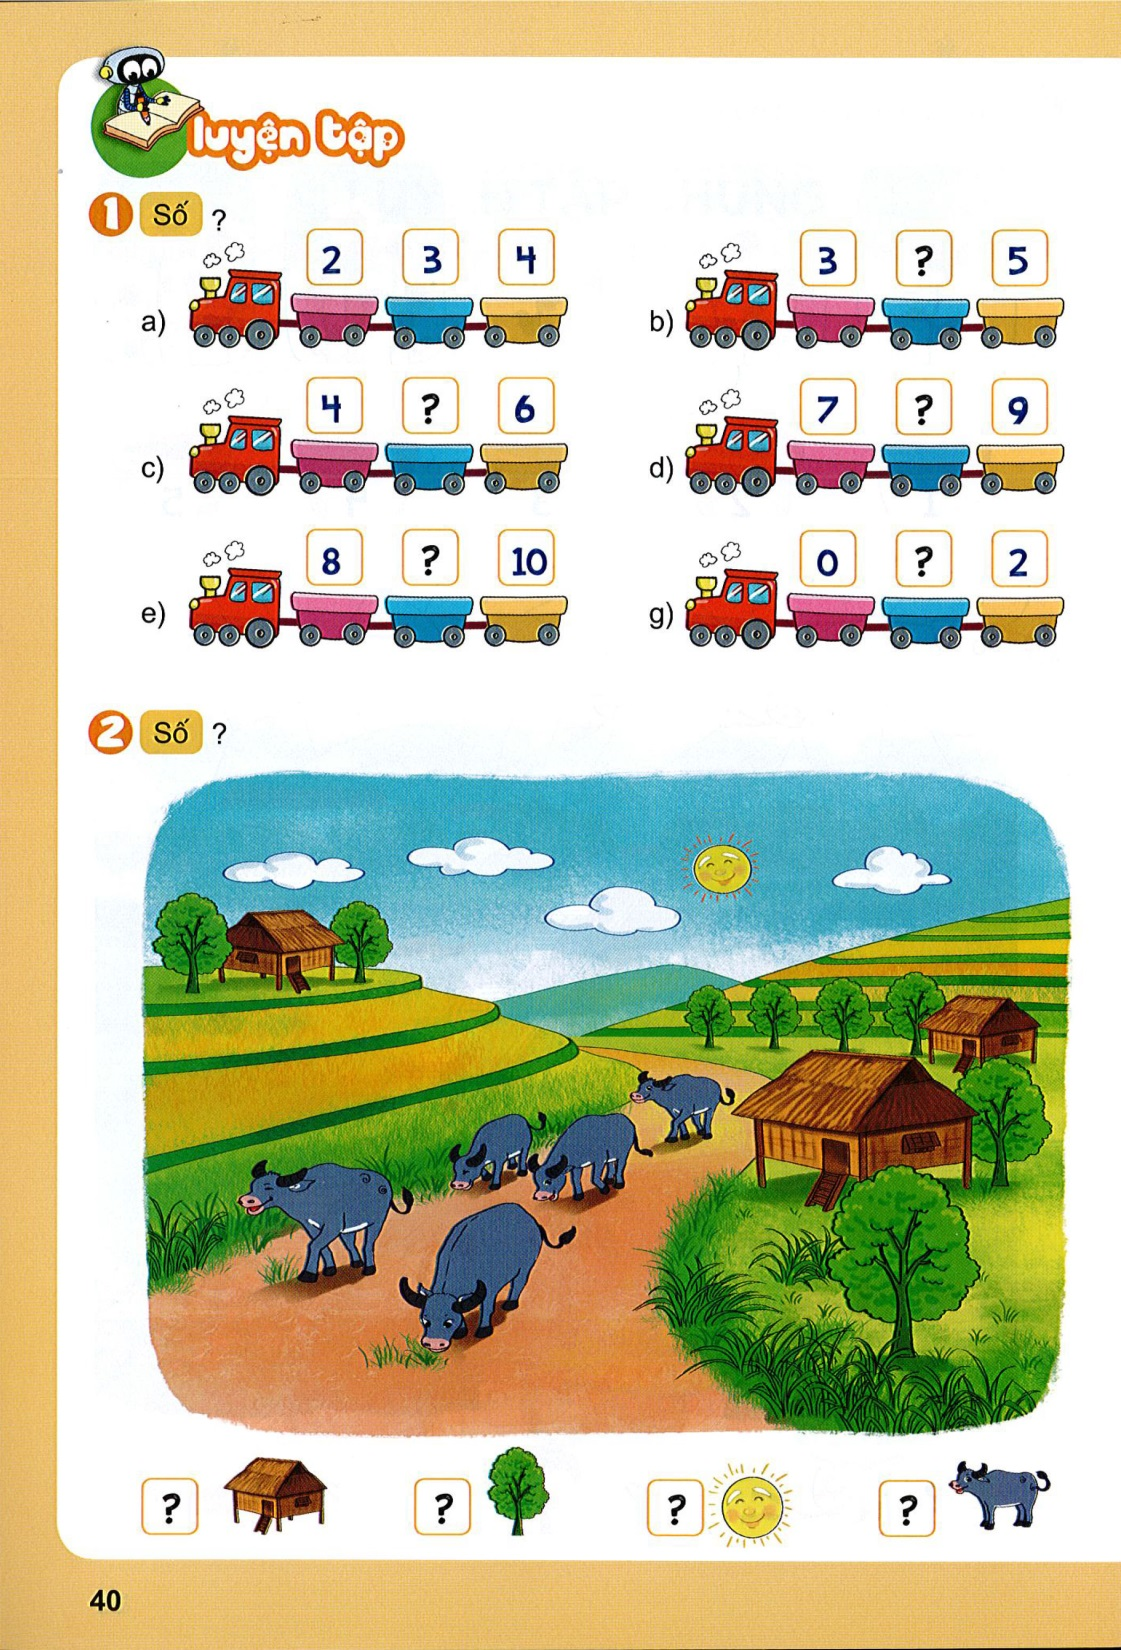 luyện tập
1 Số ?
2 3 4
3 ? 5
a)
b)
4 ? 6
7 ? 9
c)
d)
8 ? 10
0 ? 2
e)
g)
2 Số ?
? ? ? ?
40